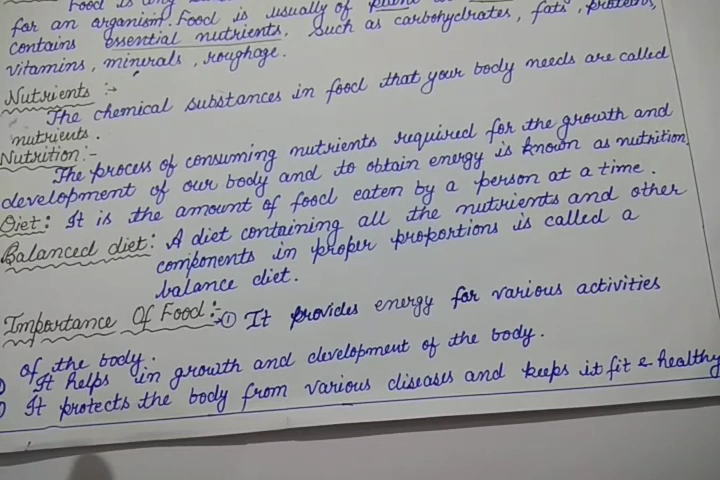 Food is any
for an organism. Food is usually of plant
contains essential nutrients. Such as carbohydrates, fats, proteins,
vitamins, minerals, roughage.
Nutrients :-
The chemical substances in food that your body needs are called
nutrients.
Nutrition:-
The process of consuming nutrients required for the growth and
development of our body and to obtain energy is known as nutrition.
Diet: It is the amount of food eaten by a person at a time.
Balanced diet: A diet containing all the nutrients and other
components in proper proportions is called a
balance diet.
Importance Of Food:- ① It provides energy for various activities
of the body.
It helps in growth and development of the body.
It protects the body from various diseases and keeps it fit & healthy